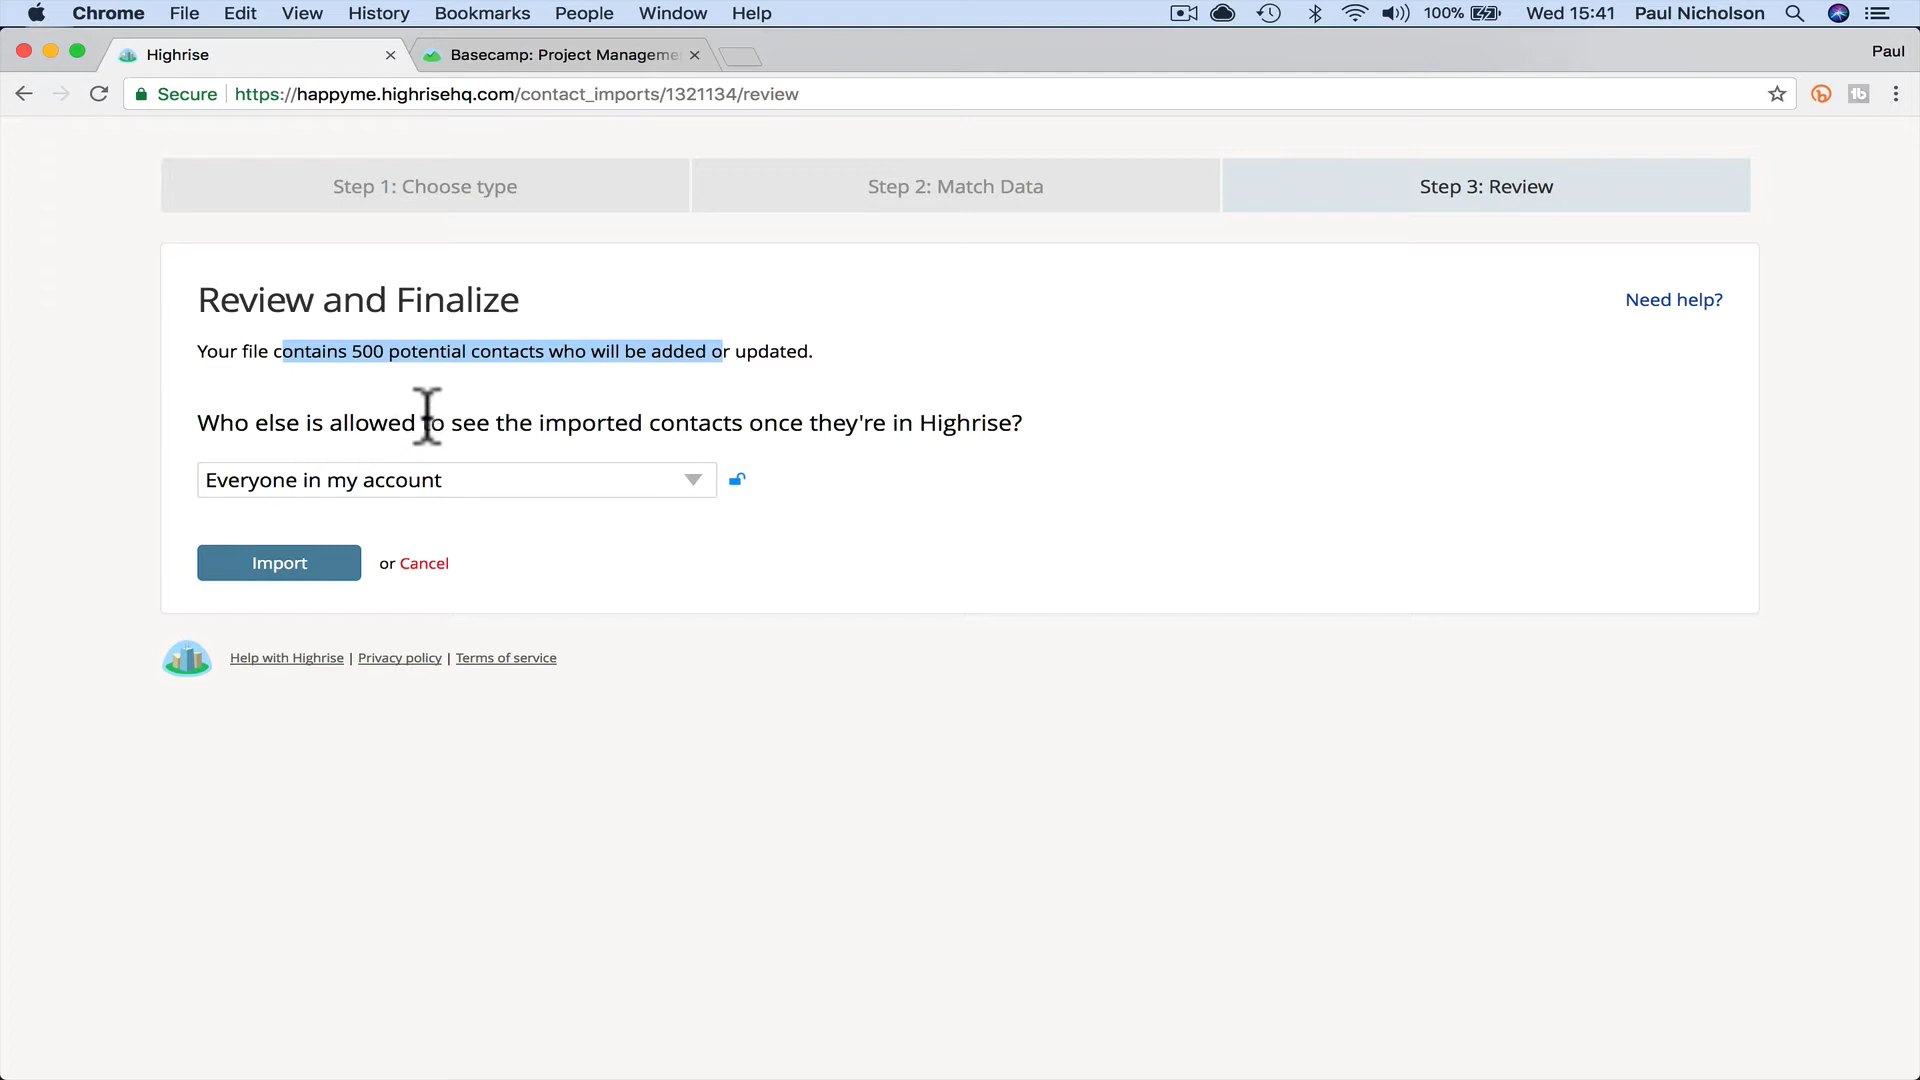 Chrome File Edit View History Bookmarks People Window Help 100% Wed 15:41 Paul Nicholson
Highrise Basecamp: Project Manageme Paul
Secure https://happyme.highrisehq.com/contact_imports/1321134/review
Step 1: Choose type Step 2: Match Data Step 3: Review
Review and Finalize Need help?
Your file contains 500 potential contacts who will be added or updated.
Who else is allowed to see the imported contacts once they're in Highrise?
Everyone in my account
Import or Cancel
Help with Highrise | Privacy policy | Terms of service